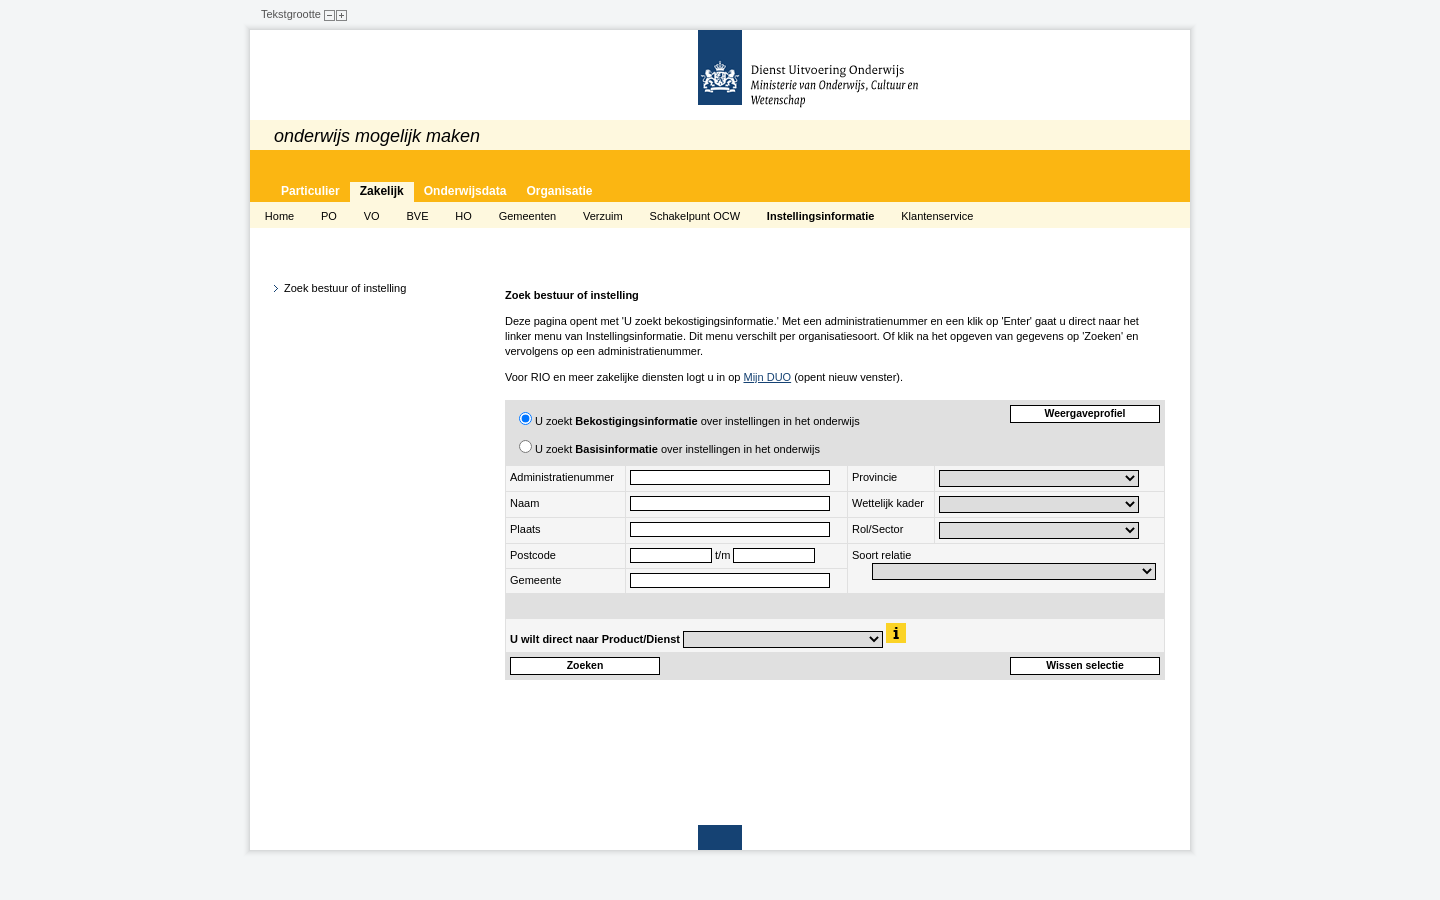 Tekstgrootte
Dienst Uitvoering Onderwijs
Ministerie van Onderwijs, Cultuur en
Wetenschap
onderwijs mogelijk maken
Particulier Zakelijk Onderwijsdata Organisatie
Home PO VO BVE HO Gemeenten Verzuim Schakelpunt OCW Instellingsinformatie Klantenservice
Zoek bestuur of instelling
Zoek bestuur of instelling
Deze pagina opent met 'U zoekt bekostigingsinformatie.' Met een administratienummer en een klik op 'Enter' gaat u direct naar het
linker menu van Instellingsinformatie. Dit menu verschilt per organisatiesoort. Of klik na het opgeven van gegevens op 'Zoeken' en
vervolgens op een administratienummer.
Voor RIO en meer zakelijke diensten logt u in op Mijn DUO (opent nieuw venster).
U zoekt Bekostigingsinformatie over instellingen in het onderwijs
Weergaveprofiel
U zoekt Basisinformatie over instellingen in het onderwijs
Administratienummer Provincie
Naam Wettelijk kader
Plaats Rol/Sector
Postcode t/m Soort relatie
Gemeente
U wilt direct naar Product/Dienst i
Zoeken Wissen selectie